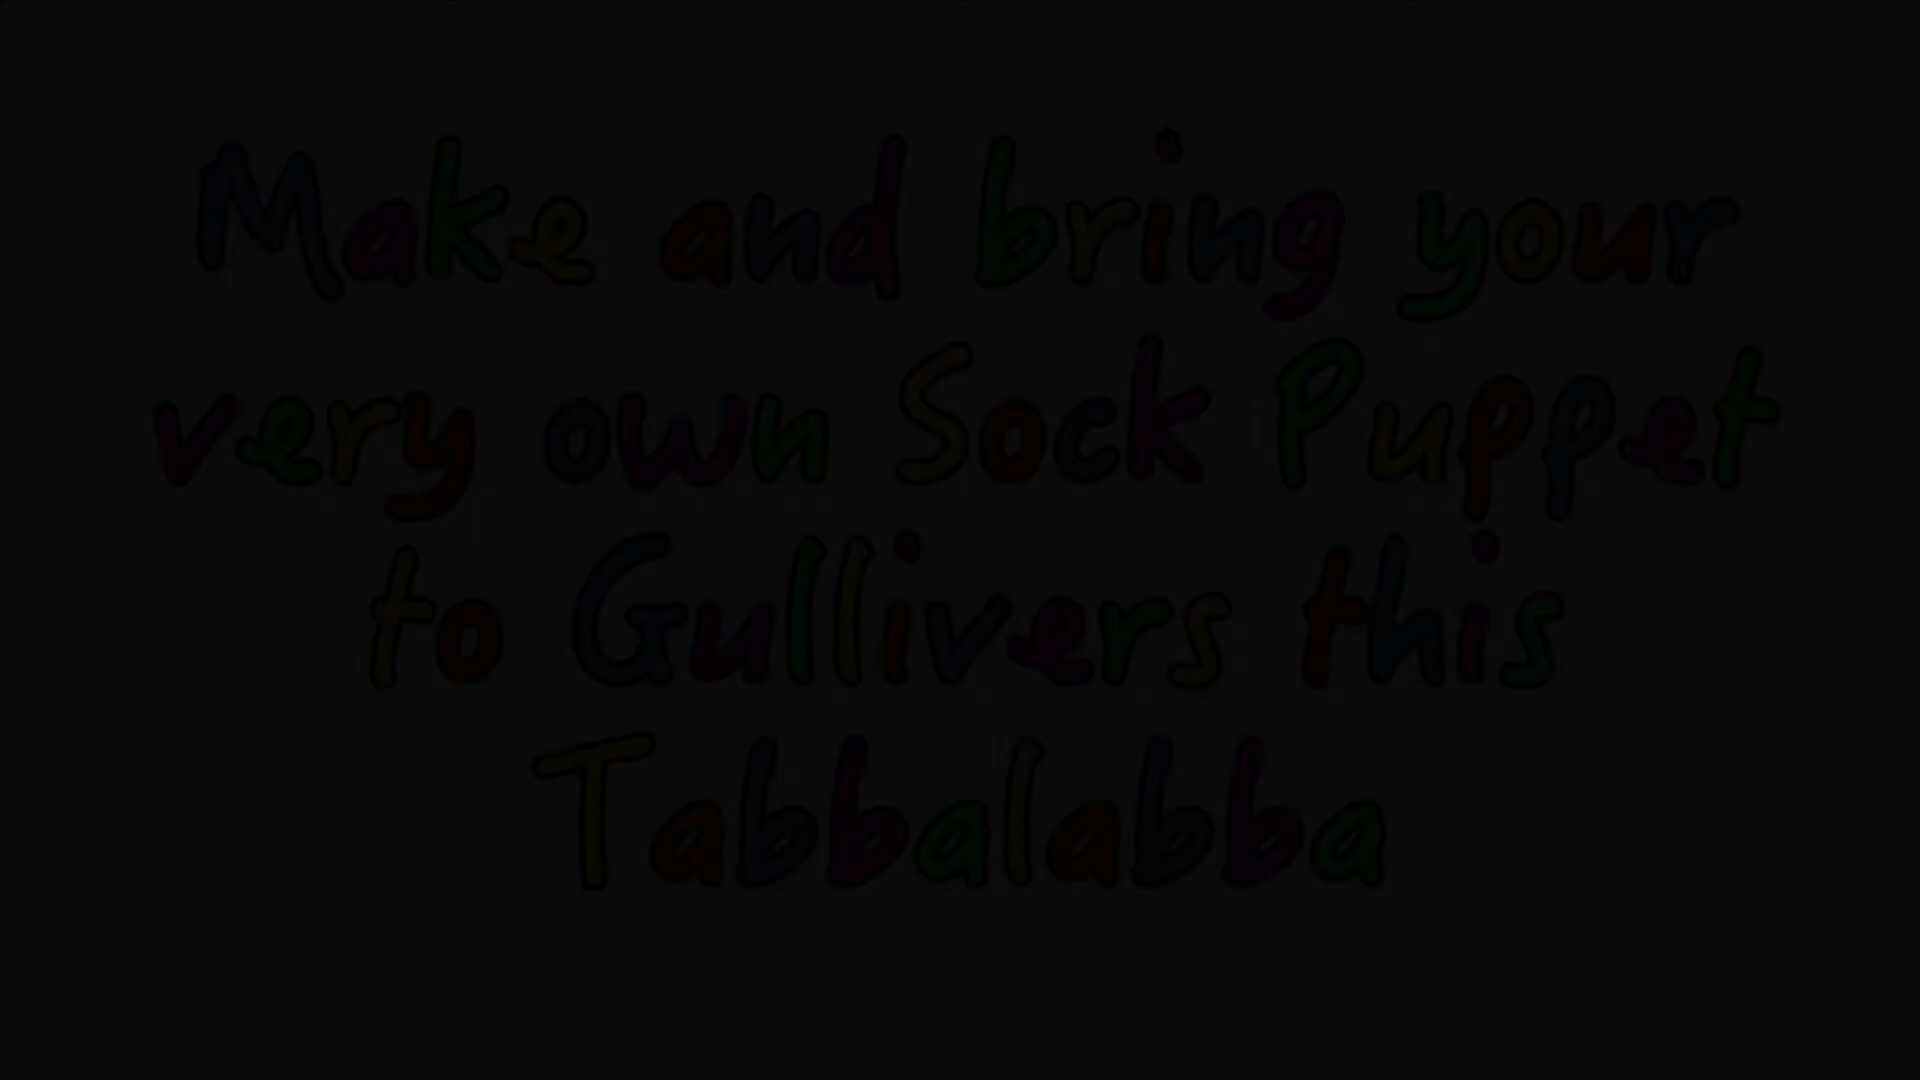 Make and bring your
very own Sock Puppet
to Gullivers this
Tabbalabba